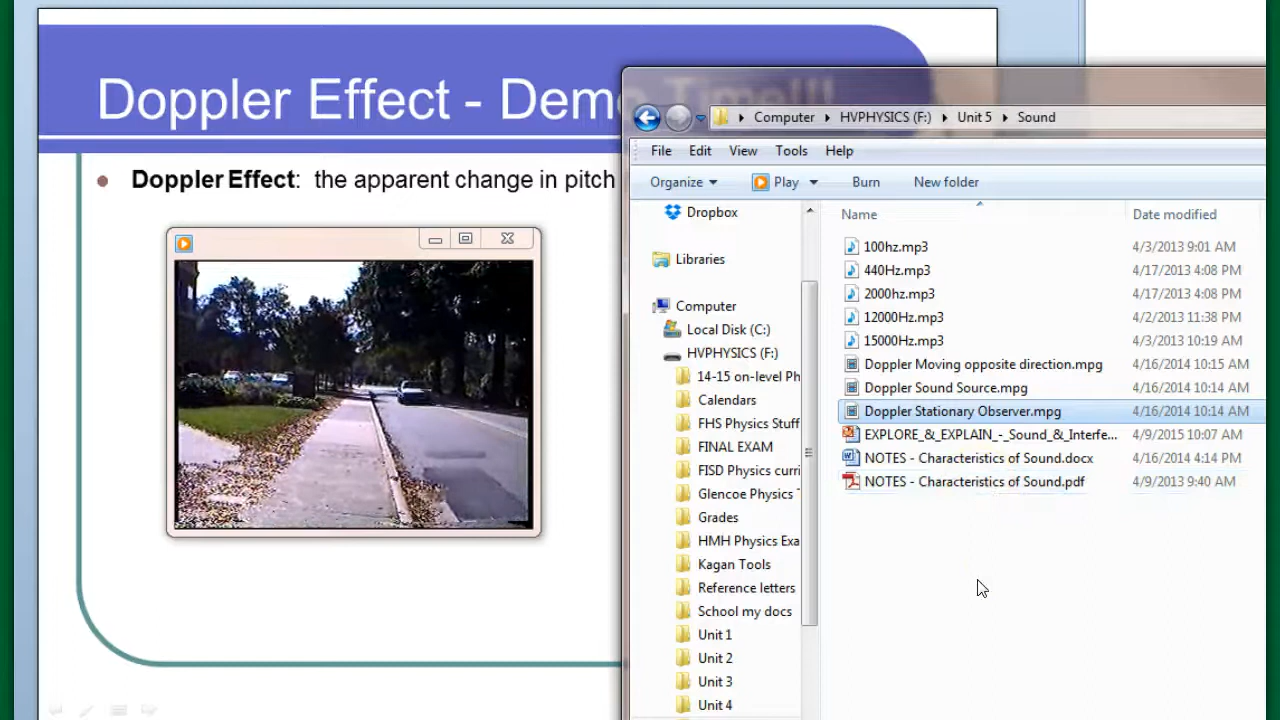 Doppler Effect - Demo Time!!!
Doppler Effect: the apparent change in pitch
Computer HVPHYSICS (F:) Unit 5 Sound
File Edit View Tools Help
Organize Play Burn New folder
Dropbox
Libraries
Computer
Local Disk (C:)
HVPHYSICS (F:)
14-15 on-level Ph
Calendars
FHS Physics Stuff
FINAL EXAM
FISD Physics curri
Glencoe Physics
Grades
HMH Physics Exa
Kagan Tools
Reference letters
School my docs
Unit 1
Unit 2
Unit 3
Unit 4
Name Date modified
100hz.mp3 4/3/2013 9:01 AM
440Hz.mp3 4/17/2013 4:08 PM
2000hz.mp3 4/17/2013 4:08 PM
12000Hz.mp3 4/2/2013 11:38 PM
15000Hz.mp3 4/3/2013 10:19 AM
Doppler Moving opposite direction.mpg 4/16/2014 10:15 AM
Doppler Sound Source.mpg 4/16/2014 10:14 AM
Doppler Stationary Observer.mpg 4/16/2014 10:14 AM
EXPLORE_&_EXPLAIN_-_Sound_&_Interfe... 4/9/2015 10:07 AM
NOTES - Characteristics of Sound.docx 4/16/2014 4:14 PM
NOTES - Characteristics of Sound.pdf 4/9/2013 9:40 AM